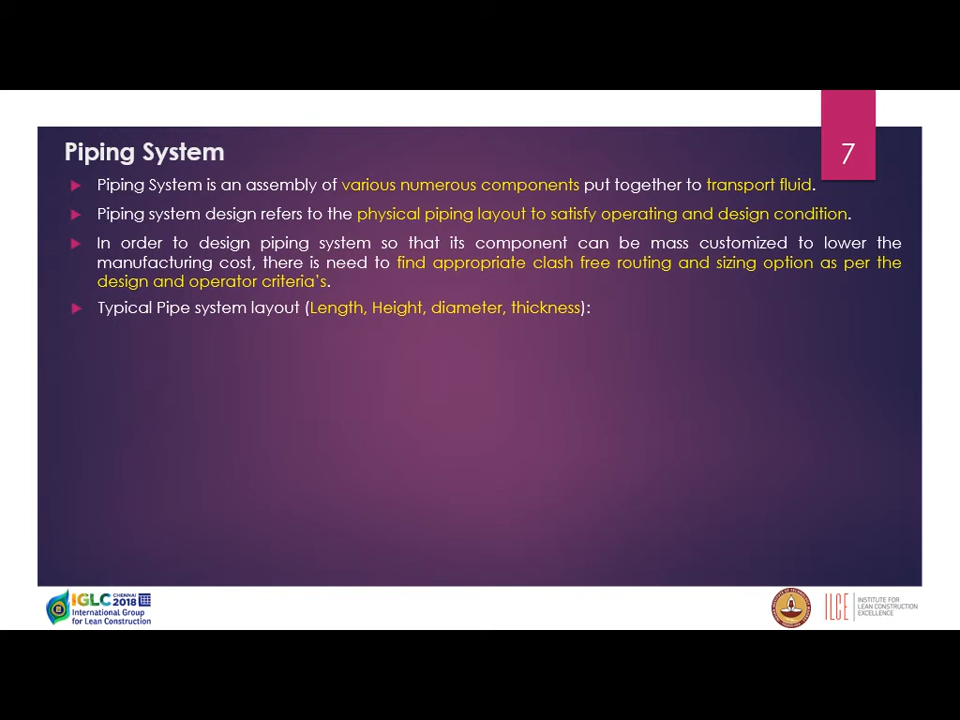 7
Piping System
Piping System is an assembly of various numerous components put together to transport fluid.
Piping system design refers to the physical piping layout to satisfy operating and design condition.
In order to design piping system so that its component can be mass customized to lower the
manufacturing cost, there is need to find appropriate clash free routing and sizing option as per the
design and operator criteria's.
Typical Pipe system layout (Length, Height, diameter, thickness):
IGLC CHENNAI 2018
International Group
for Lean Construction
ILCE
INSTITUTE FOR
LEAN CONSTRUCTION
EXCELLENCE